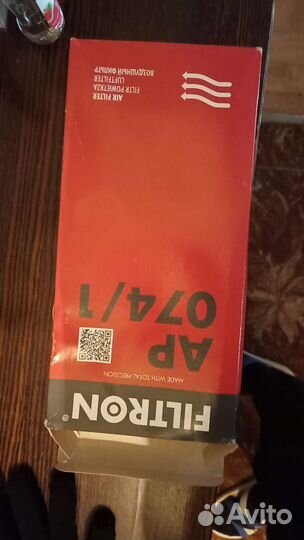 FILTRON®
MADE WITH TOTAL PRECISION
AP
074/1
AIR FILTER
FILTR POWIETRZA
LUFTFILTER
ВОЗДУШНЫЙ ФИЛЬТР
Avito